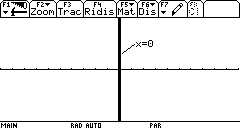 F1 F2 Zoom F3 Trac F4 Ridis F5 Mat F6 Dis F7
x=0
MAIN RAD AUTO PAR